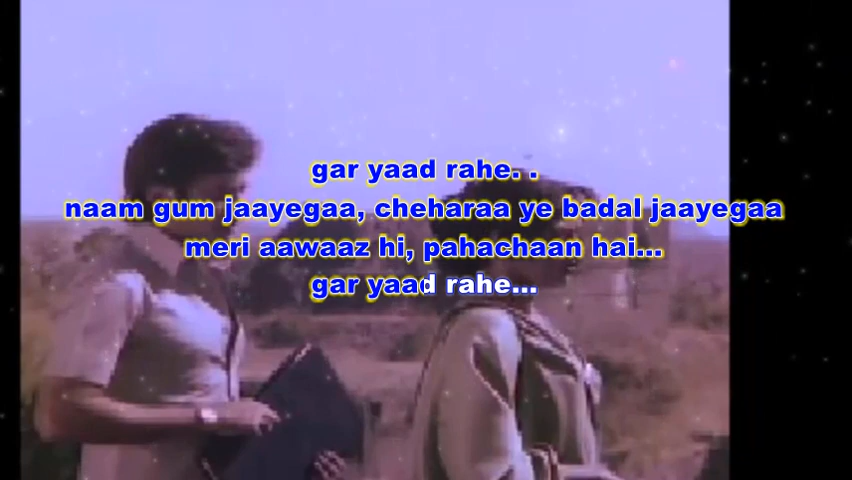 gar yaad rahe. .
naam gum jaayegaa, cheharaa ye badal jaayegaa
meri aawaaz hi, pahachaan hai...
gar yaad rahe...